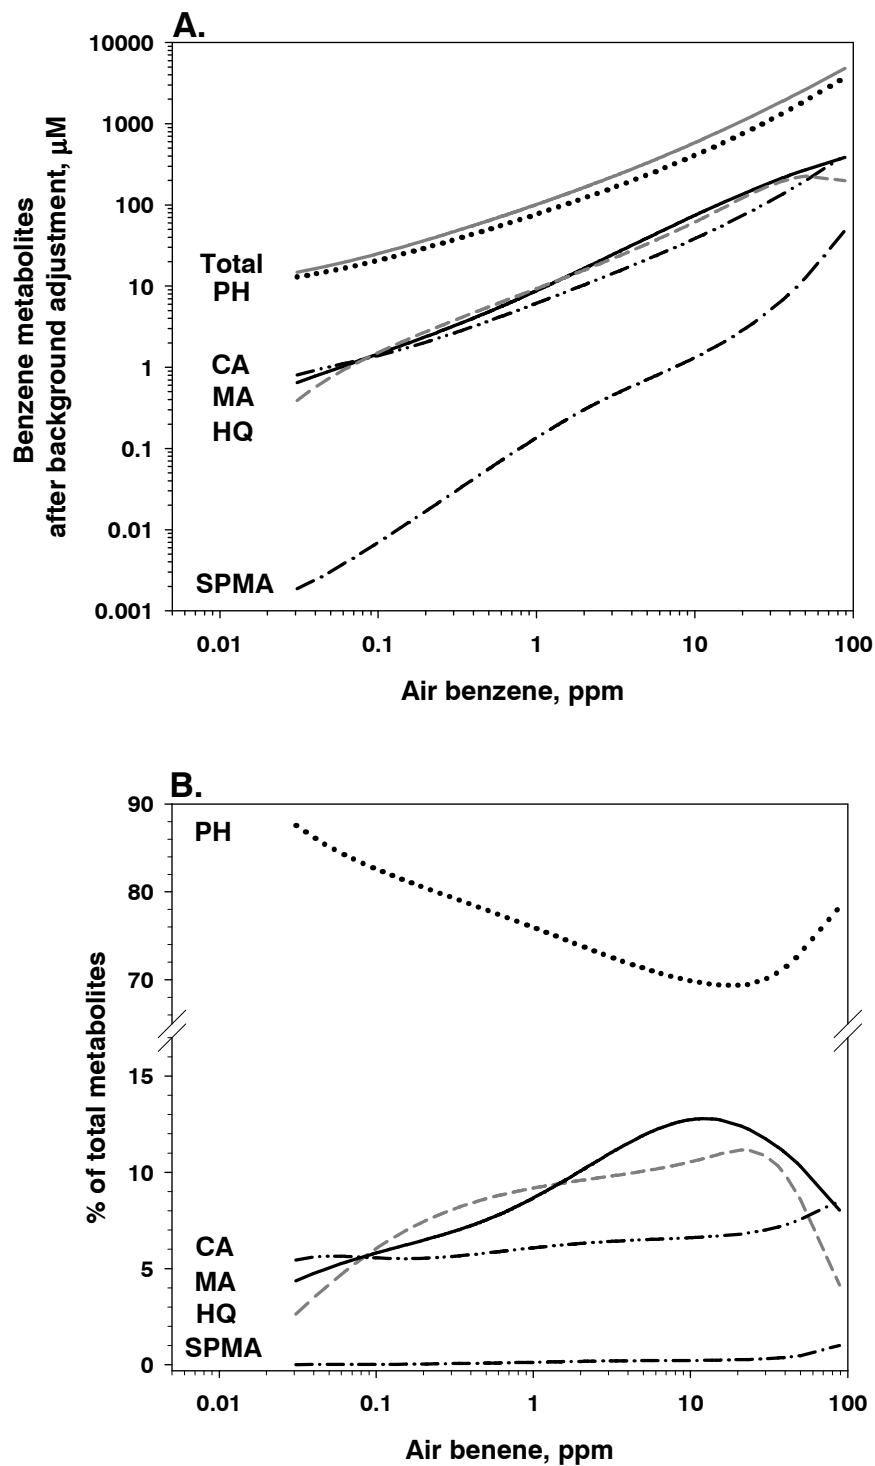 A.
Benzene metabolites
after background adjustment, µM
10000
1000
100
10
1
0.1
0.01
0.001
Total
PH
CA
MA
HQ
SPMA
0.01 0.1 1 10 100
Air benzene, ppm
B.
% of total metabolites
90
80
70
15
10
5
0
PH
CA
MA
HQ
SPMA
0.01 0.1 1 10 100
Air benene, ppm